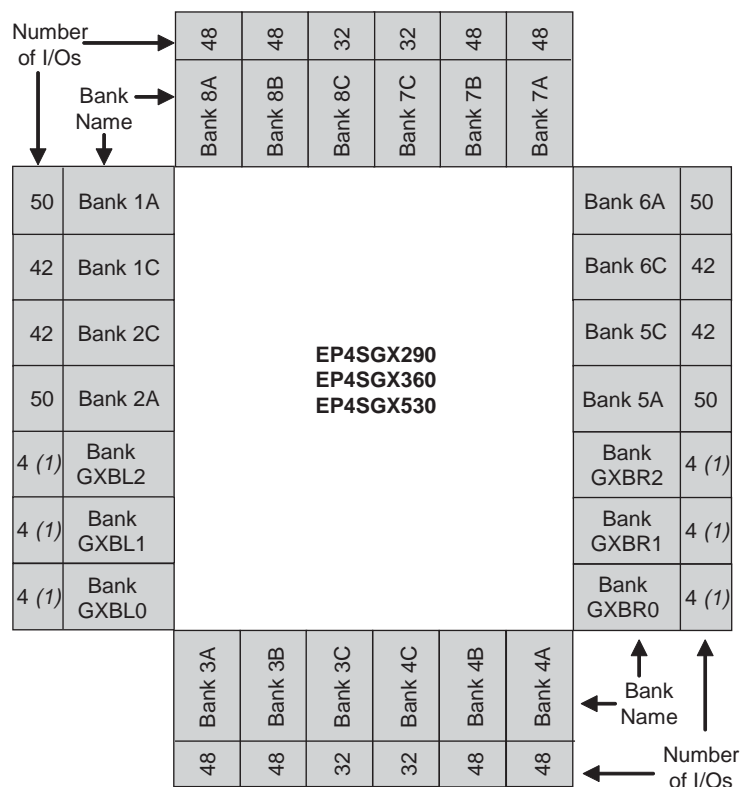 Number
of I/Os
48 48 32 32 48 48
Bank
Name
Bank 8A Bank 8B Bank 8C Bank 7C Bank 7B Bank 7A
50 Bank 1A
Bank 6A 50
42 Bank 1C
Bank 6C 42
42 Bank 2C
Bank 5C 42
EP4SGX290
EP4SGX360
EP4SGX530
50 Bank 2A
Bank 5A 50
4 (1) Bank
GXBL2
Bank
GXBR2 4 (1)
4 (1) Bank
GXBL1
Bank
GXBR1 4 (1)
4 (1) Bank
GXBL0
Bank
GXBR0 4 (1)
Bank 3A Bank 3B Bank 3C Bank 4C Bank 4B Bank 4A
Bank
Name
48 48 32 32 48 48
Number
of I/Os